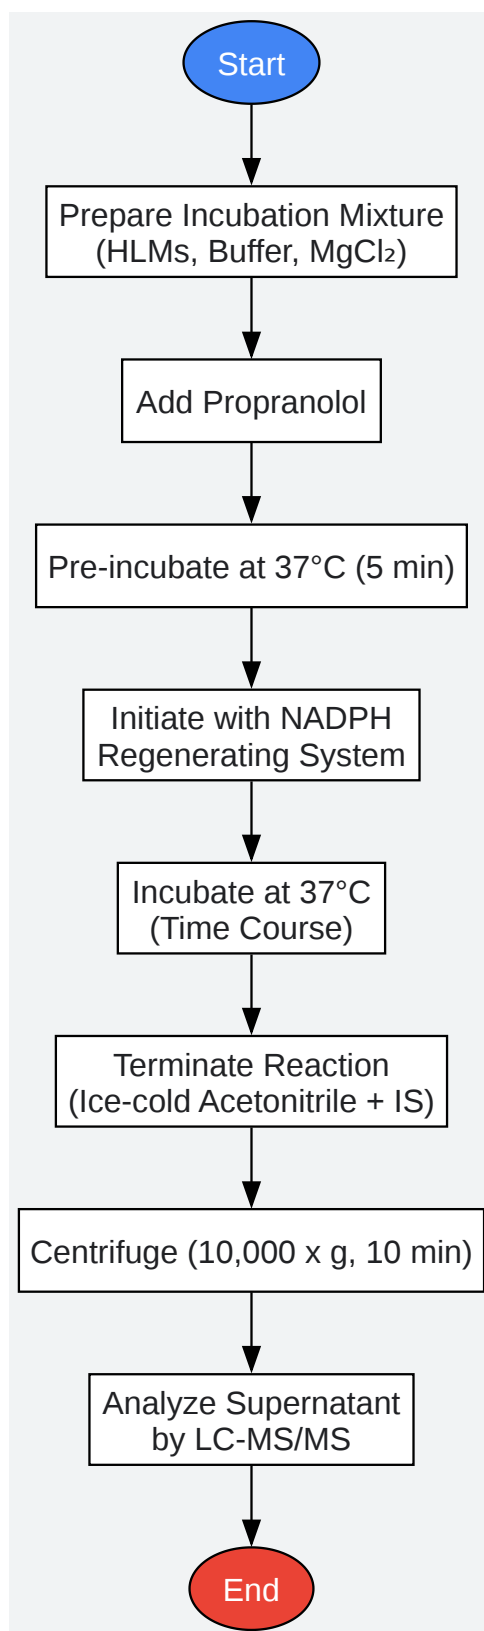 Start
Prepare Incubation Mixture
(HLMs, Buffer, MgCl₂)
Add Propranolol
Pre-incubate at 37°C (5 min)
Initiate with NADPH
Regenerating System
Incubate at 37°C
(Time Course)
Terminate Reaction
(Ice-cold Acetonitrile + IS)
Centrifuge (10,000 x g, 10 min)
Analyze Supernatant
by LC-MS/MS
End